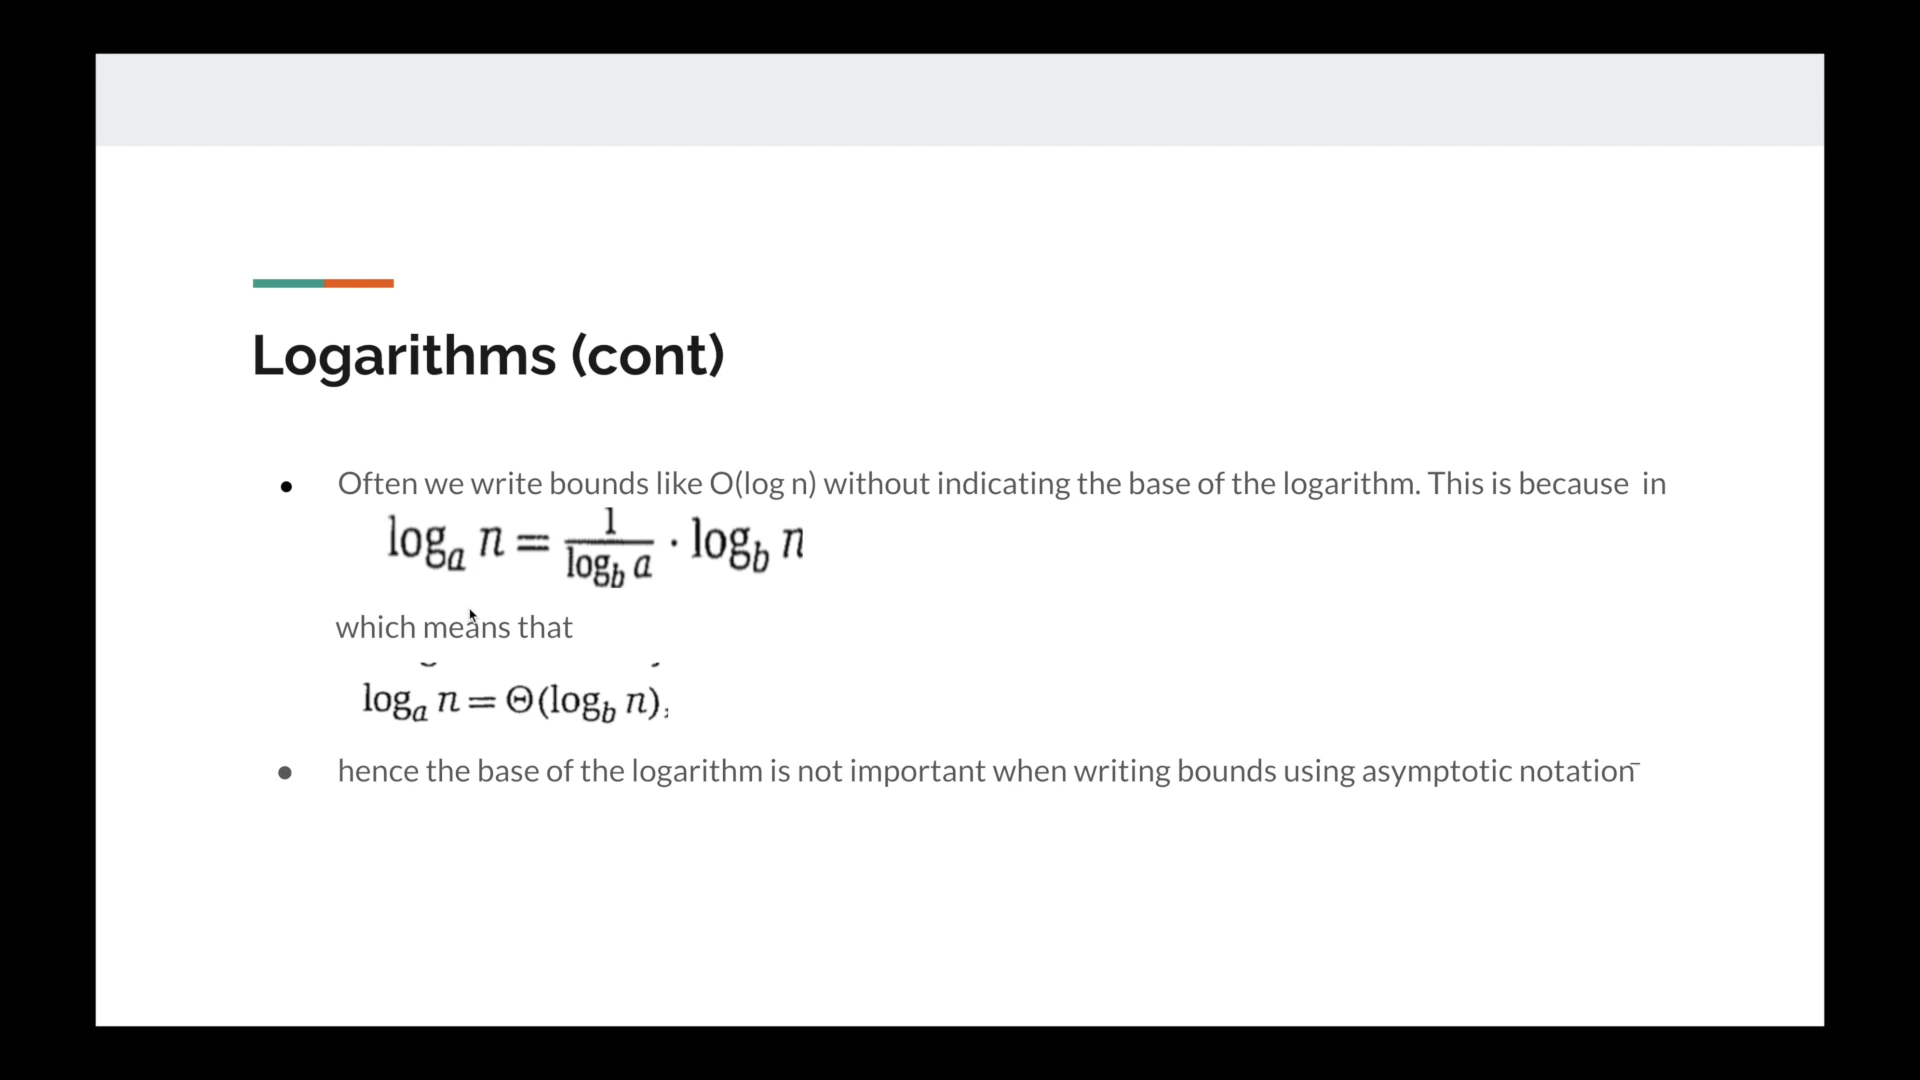 Logarithms (cont)
● Often we write bounds like O(log n) without indicating the base of the logarithm. This is because in
logₐ n = 1/(log_b a) · log_b n
which means that
logₐ n = Θ(log_b n),
● hence the base of the logarithm is not important when writing bounds using asymptotic notation